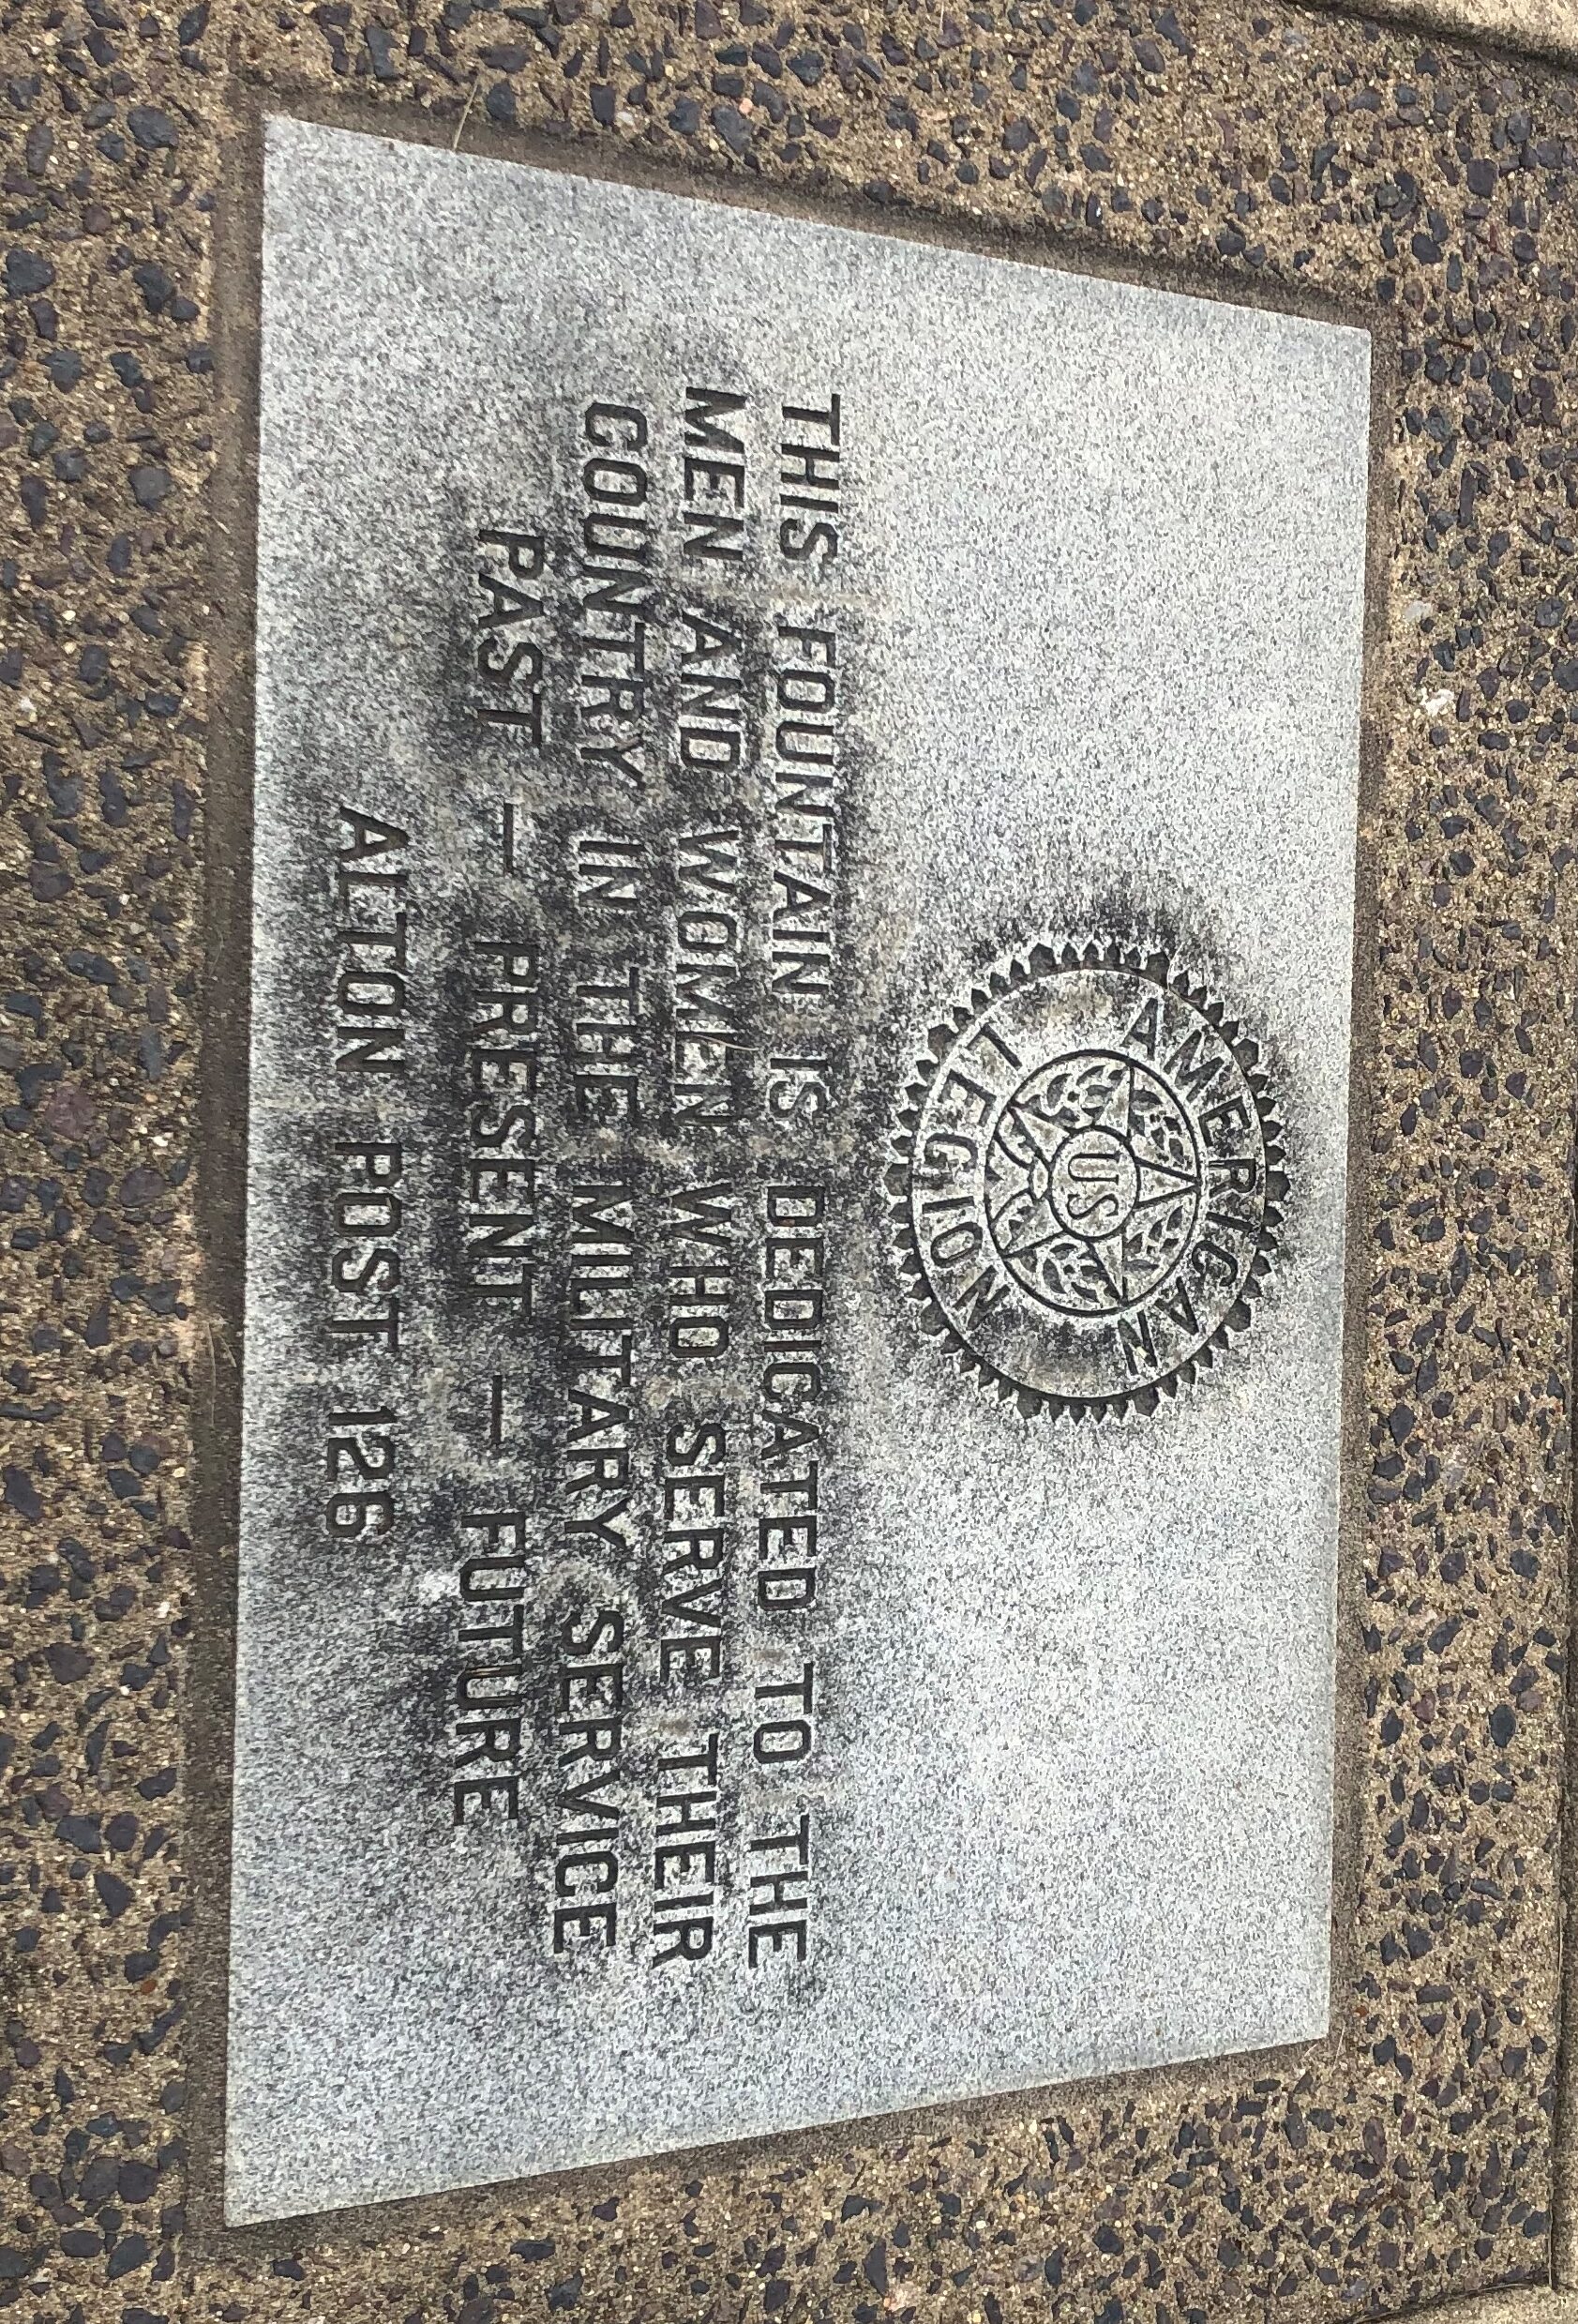 AMERICAN
LEGION
US
THIS FOUNTAIN IS DEDICATED TO THE
MEN AND WOMEN WHO SERVE THEIR
COUNTRY IN THE MILITARY SERVICE
PAST — PRESENT — FUTURE
ALTON POST 126